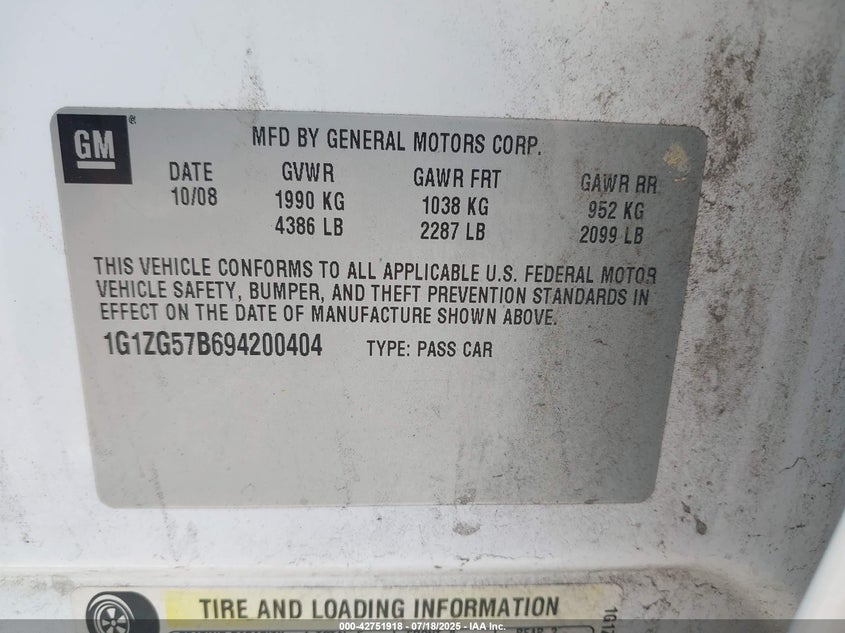 GM
MFD BY GENERAL MOTORS CORP.
DATE GVWR GAWR FRT GAWR RR
10/08 1990 KG 1038 KG 952 KG
4386 LB 2287 LB 2099 LB
THIS VEHICLE CONFORMS TO ALL APPLICABLE U.S. FEDERAL MOTOR
VEHICLE SAFETY, BUMPER, AND THEFT PREVENTION STANDARDS IN
EFFECT ON THE DATE OF MANUFACTURE SHOWN ABOVE.
1G1ZG57B694200404 TYPE: PASS CAR
TIRE AND LOADING INFORMATION
000-42751918 - 07/18/2025 - IAA Inc.